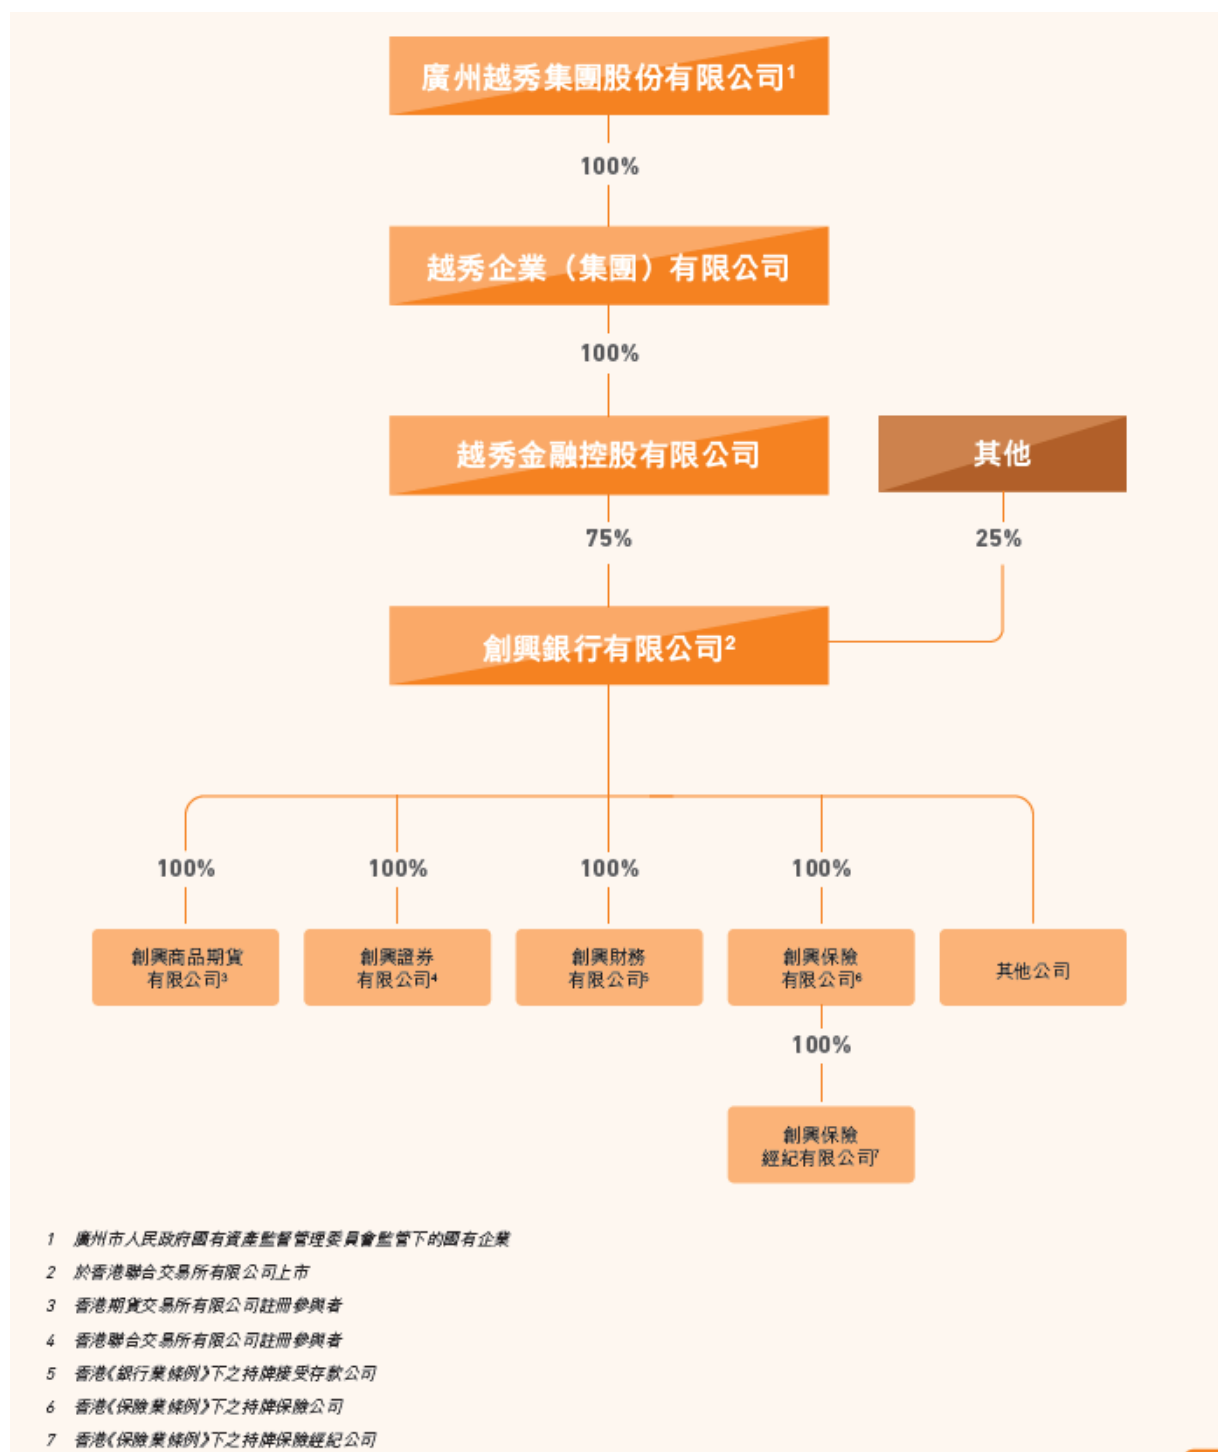 廣州越秀集團股份有限公司¹
100%
越秀企業（集團）有限公司
100%
越秀金融控股有限公司
其他
75%
25%
創興銀行有限公司²
100%
100%
100%
100%
創興商品期貨
有限公司³
創興證券
有限公司⁴
創興財務
有限公司⁵
創興保險
有限公司⁶
其他公司
100%
創興保險
經紀有限公司⁷
1 廣州市人民政府國有資產監督管理委員會監管下的國有企業
2 於香港聯合交易所有限公司上市
3 香港期貨交易所有限公司註冊參與者
4 香港聯合交易所有限公司註冊參與者
5 香港《銀行業條例》下之持牌接受存款公司
6 香港《保險業條例》下之持牌保險公司
7 香港《保險業條例》下之持牌保險經紀公司